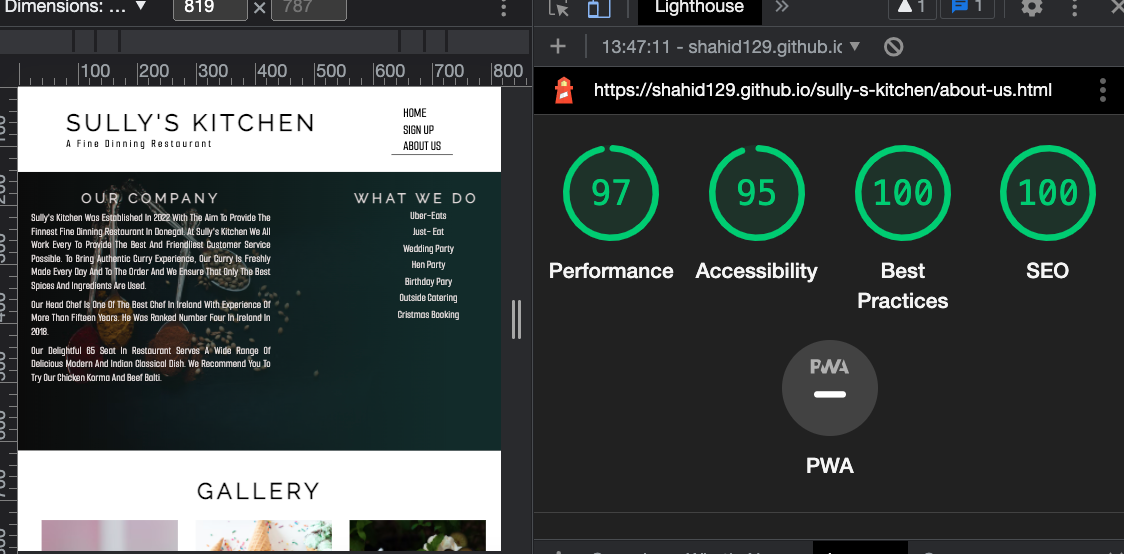 Dimensions: ... ▼ 819 × 787
Lighthouse
1 1
100 200 300 400 500 600 700 800
13:47:11 - shahid129.github.io ▼
https://shahid129.github.io/sully-s-kitchen/about-us.html
SULLY'S KITCHEN
A Fine Dinning Restaurant
HOME
SIGN UP
ABOUT US
OUR COMPANY
Sully's Kitchen Was Established In 2022 With The Aim To Provide The
Finnest Fine Dining Restaurant In Donegal. At Sully's Kitchen We All
Work Every To Provide The Best And Friendliest Customer Service
Possible. To Bring Authentic Curry Experience, Our Curry Is Freshly
Made Every Day And To The Order And We Ensure That Only The Best
Spices And Ingredients Are Used.
Our Head Chef Is One Of The Best Chef In Ireland With Experience Of
More Than Fifteen Years. He Was Ranked Number Four In Ireland In
2018.
Our Delightful 65 Seat In Restaurant Serves A Wide Range Of
Delicious Modern And Indian Classical Dish. We Recommend You To
Try Our Chicken Korma And Beef Balti.
WHAT WE DO
Uber-Eats
Just- Eat
Wedding Party
Hen Party
Birthday Pary
Outside Catering
Cristmas Booking
GALLERY
97
Performance
95
Accessibility
100
Best
Practices
100
SEO
PWA
PWA